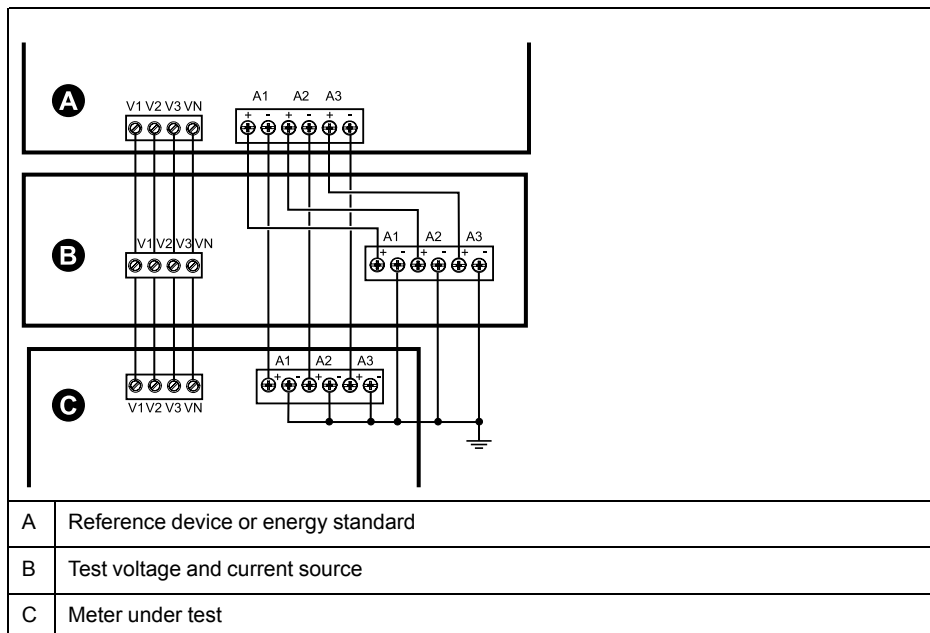 A
V1 V2 V3 VN
A1 A2 A3
+ - + - + -
B
V1 V2 V3 VN
A1 A2 A3
+ - + - + -
C
A1 A2 A3
+ - + - + -
V1 V2 V3 VN
A Reference device or energy standard
B Test voltage and current source
C Meter under test